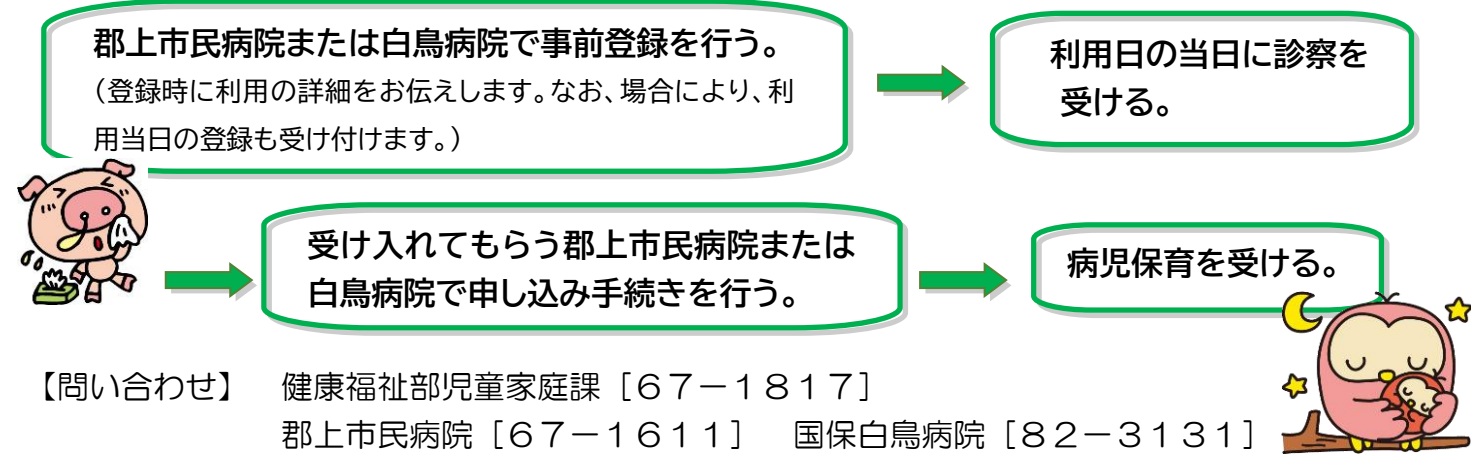 郡上市民病院または白鳥病院で事前登録を行う。
（登録時に利用の詳細をお伝えします。なお、場合により、利
用当日の登録も受け付けます。）
利用日の当日に診察を
受ける。
受け入れてもらう郡上市民病院または
白鳥病院で申し込み手続きを行う。
病児保育を受ける。
【問い合わせ】　健康福祉部児童家庭課［６７－１８１７］
郡上市民病院［６７－１６１１］　国保白鳥病院［８２－３１３１］